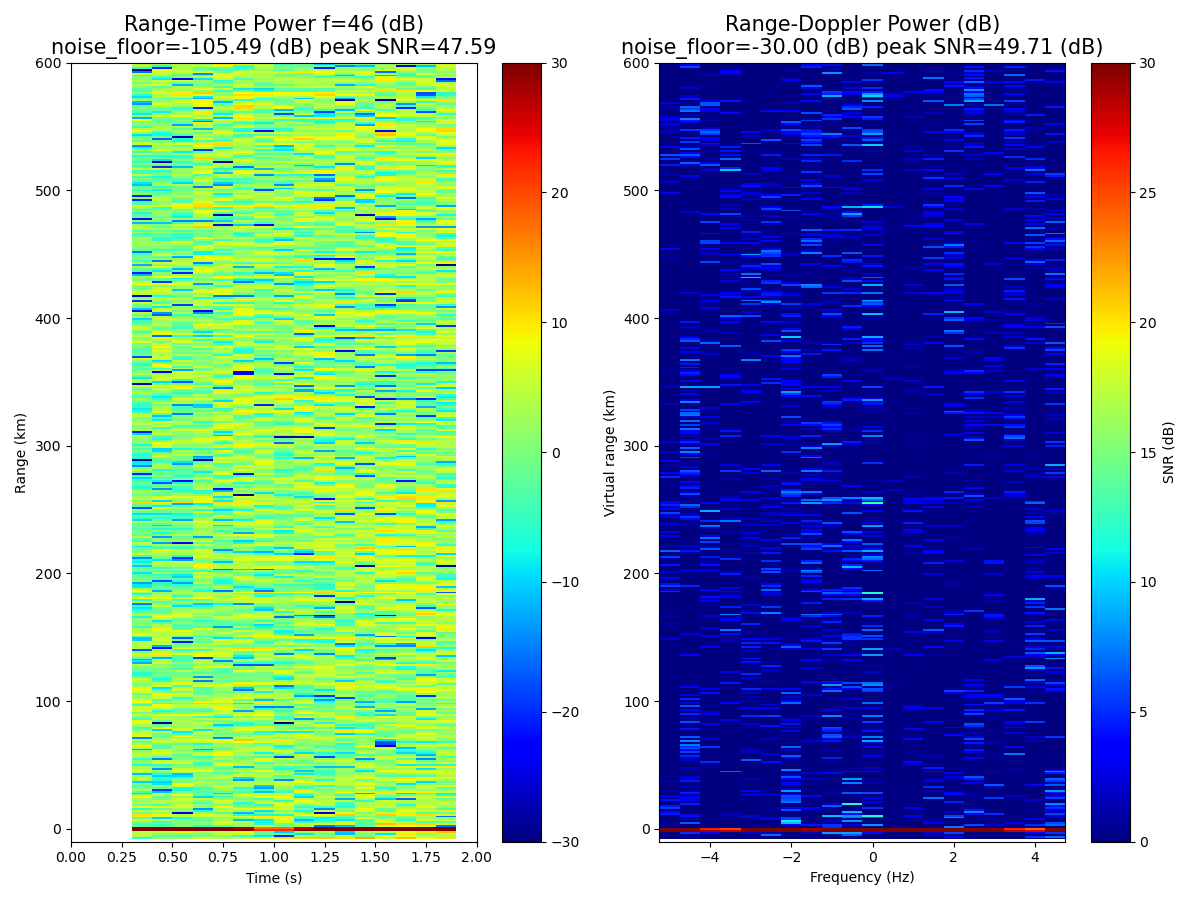 Range-Time Power f=46 (dB)
noise_floor=-105.49 (dB) peak SNR=47.59
Range (km)
600
500
400
300
200
100
0
0.00 0.25 0.50 0.75 1.00 1.25 1.50 1.75 2.00
Time (s)
30
20
10
0
−10
−20
−30
Range-Doppler Power (dB)
noise_floor=-30.00 (dB) peak SNR=49.71 (dB)
Virtual range (km)
600
500
400
300
200
100
0
−4 −2 0 2 4
Frequency (Hz)
30
25
20
15
10
5
0
SNR (dB)